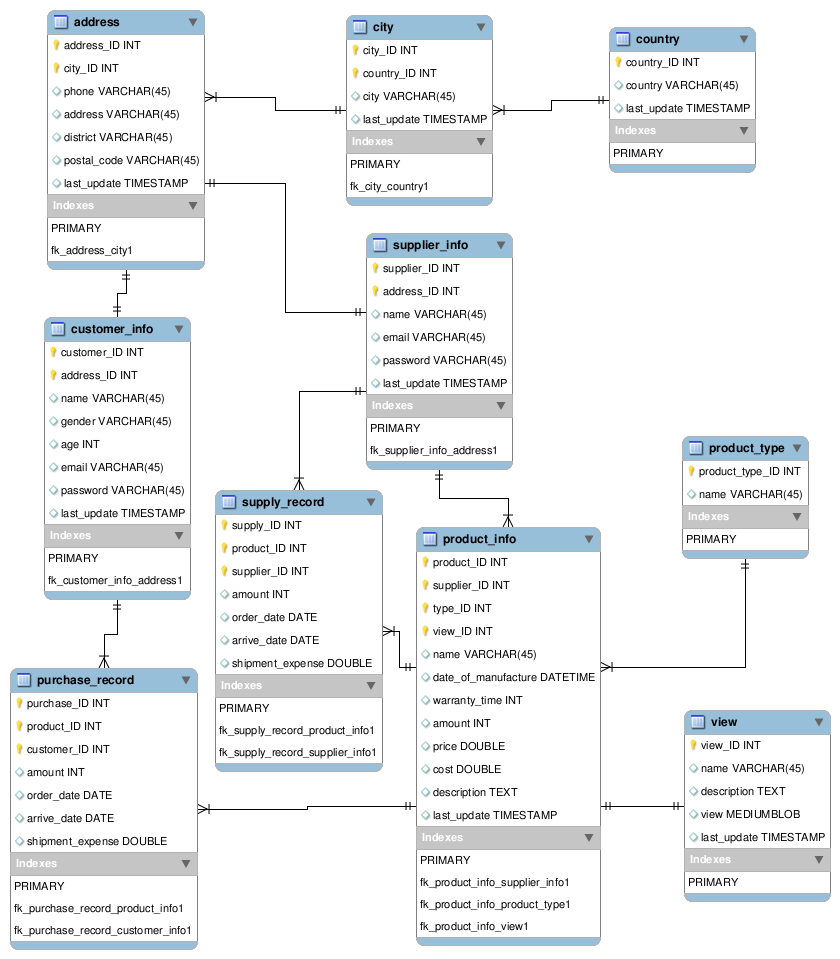 address
address_ID INT
city_ID INT
phone VARCHAR(45)
address VARCHAR(45)
district VARCHAR(45)
postal_code VARCHAR(45)
last_update TIMESTAMP
Indexes
PRIMARY
fk_address_city1
city
city_ID INT
country_ID INT
city VARCHAR(45)
last_update TIMESTAMP
Indexes
PRIMARY
fk_city_country1
country
country_ID INT
country VARCHAR(45)
last_update TIMESTAMP
Indexes
PRIMARY
supplier_info
supplier_ID INT
address_ID INT
name VARCHAR(45)
email VARCHAR(45)
password VARCHAR(45)
last_update TIMESTAMP
Indexes
PRIMARY
fk_supplier_info_address1
customer_info
customer_ID INT
address_ID INT
name VARCHAR(45)
gender VARCHAR(45)
age INT
email VARCHAR(45)
password VARCHAR(45)
last_update TIMESTAMP
Indexes
PRIMARY
fk_customer_info_address1
supply_record
supply_ID INT
product_ID INT
supplier_ID INT
amount INT
order_date DATE
arrive_date DATE
shipment_expense DOUBLE
Indexes
PRIMARY
fk_supply_record_product_info1
fk_supply_record_supplier_info1
product_info
product_ID INT
supplier_ID INT
type_ID INT
view_ID INT
name VARCHAR(45)
date_of_manufacture DATETIME
warranty_time INT
amount INT
price DOUBLE
cost DOUBLE
description TEXT
last_update TIMESTAMP
Indexes
PRIMARY
fk_product_info_supplier_info1
fk_product_info_product_type1
fk_product_info_view1
product_type
product_type_ID INT
name VARCHAR(45)
Indexes
PRIMARY
purchase_record
purchase_ID INT
product_ID INT
customer_ID INT
amount INT
order_date DATE
arrive_date DATE
shipment_expense DOUBLE
Indexes
PRIMARY
fk_purchase_record_product_info1
fk_purchase_record_customer_info1
view
view_ID INT
name VARCHAR(45)
description TEXT
view MEDIUMBLOB
last_update TIMESTAMP
Indexes
PRIMARY